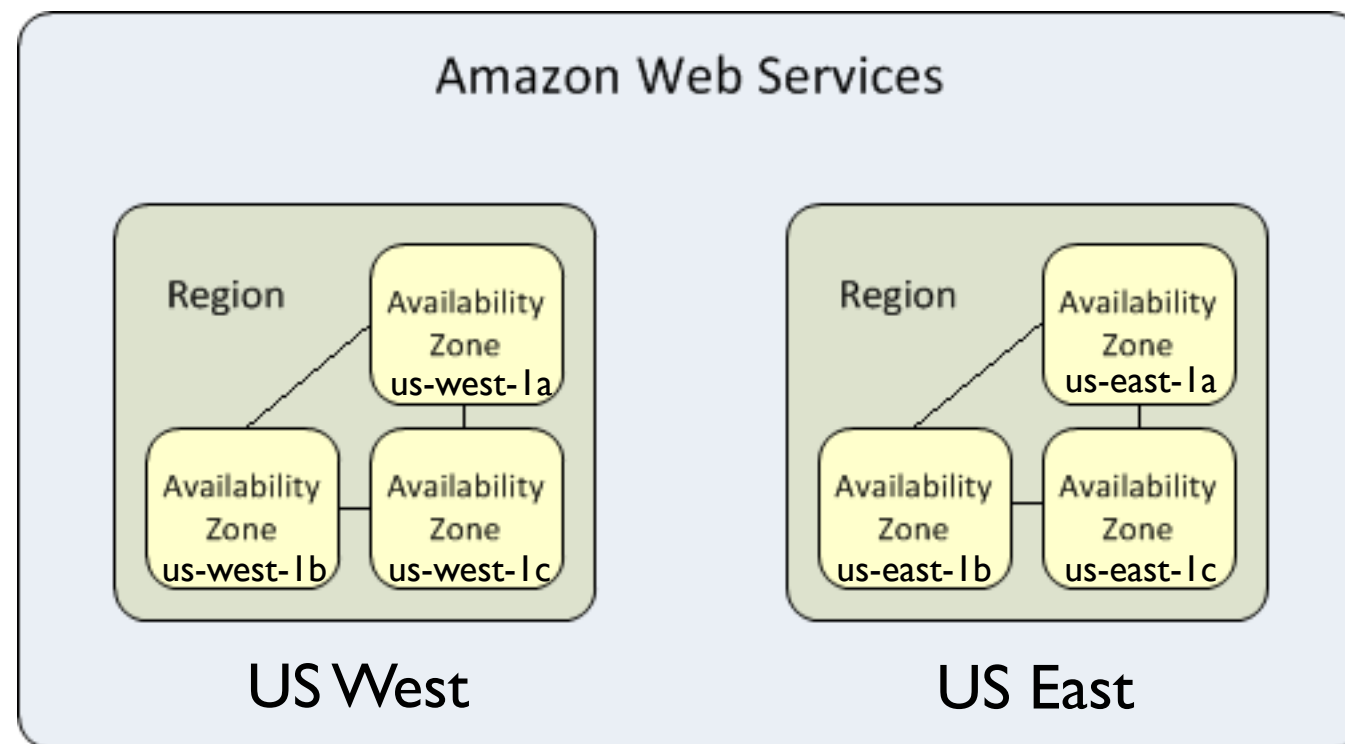 Amazon Web Services
Region
Availability
Zone
us-west-1a
Availability
Zone
us-west-1b
Availability
Zone
us-west-1c
US West
Region
Availability
Zone
us-east-1a
Availability
Zone
us-east-1b
Availability
Zone
us-east-1c
US East